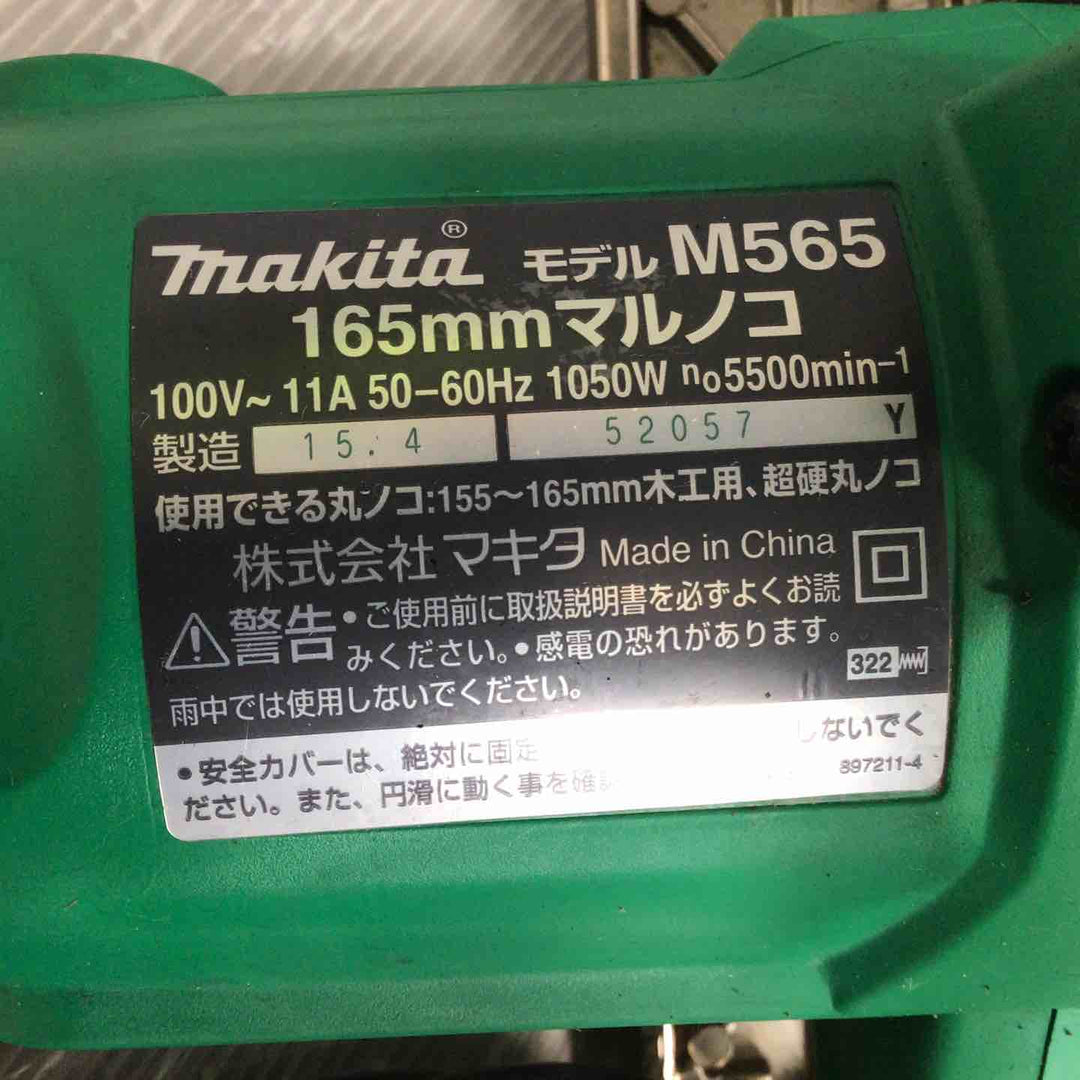 makita® モデル M565
165mmマルノコ
100V~ 11A 50-60Hz 1050W n₀5500min⁻¹
製造 15.4 52057 Y
使用できる丸ノコ:155〜165mm木工用、超硬丸ノコ
株式会社マキタ Made in China
警告 •ご使用前に取扱説明書を必ずよくお読
みください。•感電の恐れがあります。
322
雨中では使用しないでください。
•安全カバーは、絶対に固定 しないでく
ださい。また、円滑に動く事を確
897211-4